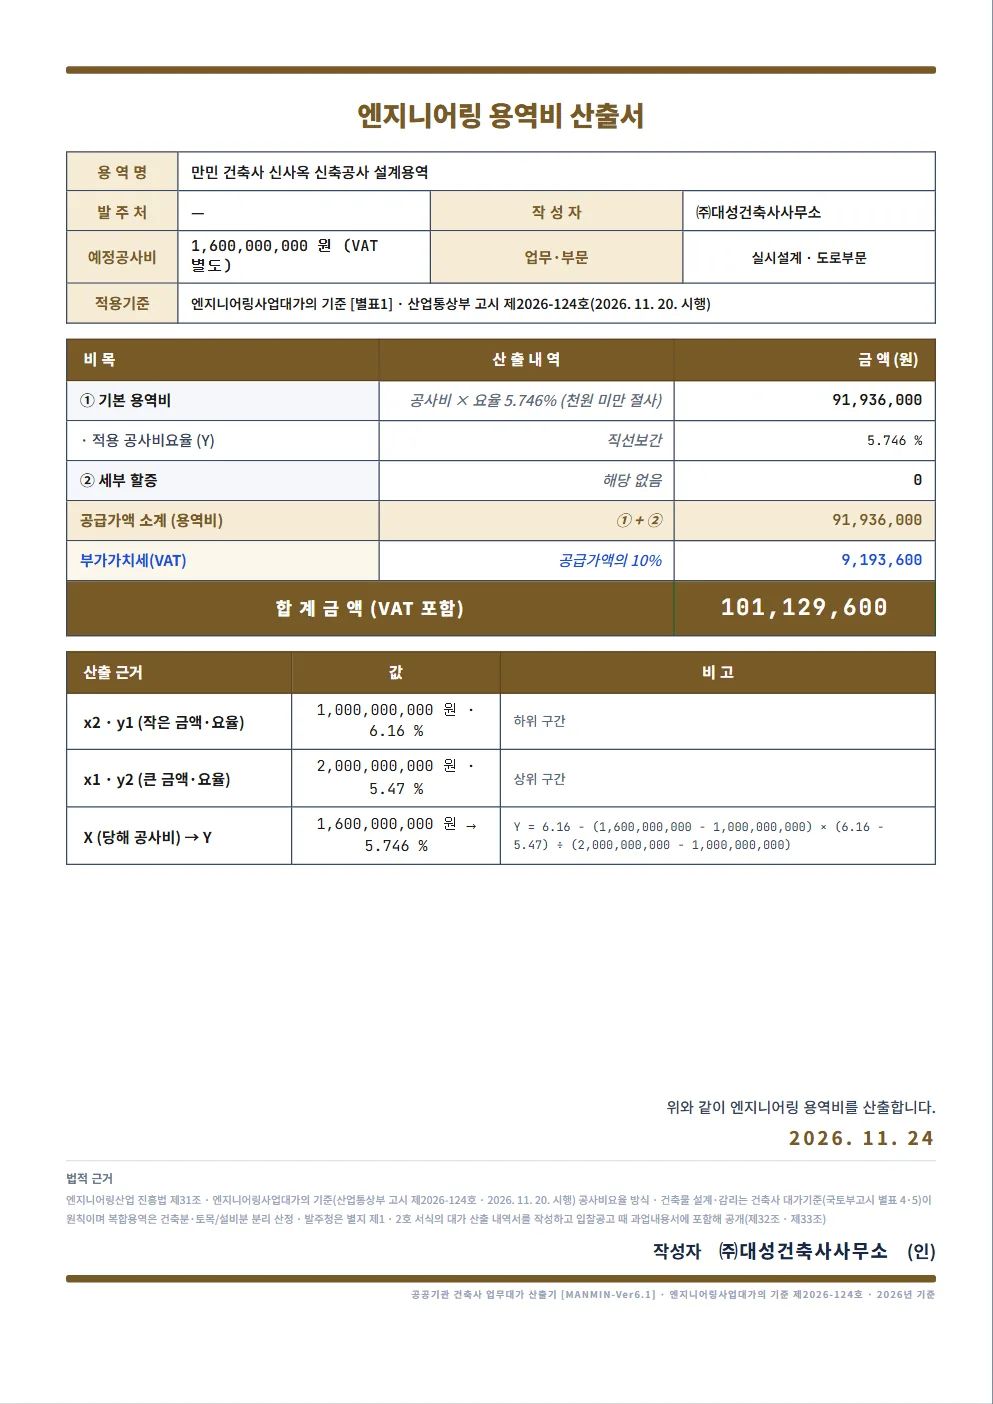 엔지니어링 용역비 산출서
용 역 명 만민 건축사 신사옥 신축공사 설계용역
발 주 처 — 작 성 자 ㈜대성건축사사무소
예정공사비 1,600,000,000 원 (VAT
별도) 업무·부문 실시설계 · 도로부문
적용기준 엔지니어링사업대가의 기준 [별표1] · 산업통상부 고시 제2026-124호(2026. 11. 20. 시행)
비 목 산 출 내 역 금 액 (원)
① 기본 용역비 공사비 × 요율 5.746% (천원 미만 절사) 91,936,000
· 적용 공사비요율 (Y) 직선보간 5.746 %
② 세부 할증 해당 없음 0
공급가액 소계 (용역비) ① + ② 91,936,000
부가가치세(VAT) 공급가액의 10% 9,193,600
합 계 금 액 (VAT 포함) 101,129,600
산출 근거 값 비 고
x2 · y1 (작은 금액·요율) 1,000,000,000 원 ·
6.16 % 하위 구간
x1 · y2 (큰 금액·요율) 2,000,000,000 원 ·
5.47 % 상위 구간
X (당해 공사비) → Y 1,600,000,000 원 →
5.746 % Y = 6.16 - (1,600,000,000 - 1,000,000,000) × (6.16 -
5.47) ÷ (2,000,000,000 - 1,000,000,000)
위와 같이 엔지니어링 용역비를 산출합니다.
2026. 11. 24
법적 근거
엔지니어링산업 진흥법 제31조 · 엔지니어링사업대가의 기준(산업통상부 고시 제2026-124호 · 2026. 11. 20. 시행) 공사비요율 방식 · 건축물 설계·감리는 건축사 대가기준(국토부고시 별표 4·5)이
원칙이며 복합용역은 건축분·토목/설비분 분리 산정 · 발주청은 별지 제1 · 2호 서식의 대가 산출 내역서를 작성하고 입찰공고 때 과업내용서에 포함해 공개(제32조 · 제33조)
작성자 ㈜대성건축사사무소 (인)
공공기관 건축사 업무대가 산출기 [MANMIN-Ver6.1] · 엔지니어링사업대가의 기준 제2026-124호 · 2026년 기준